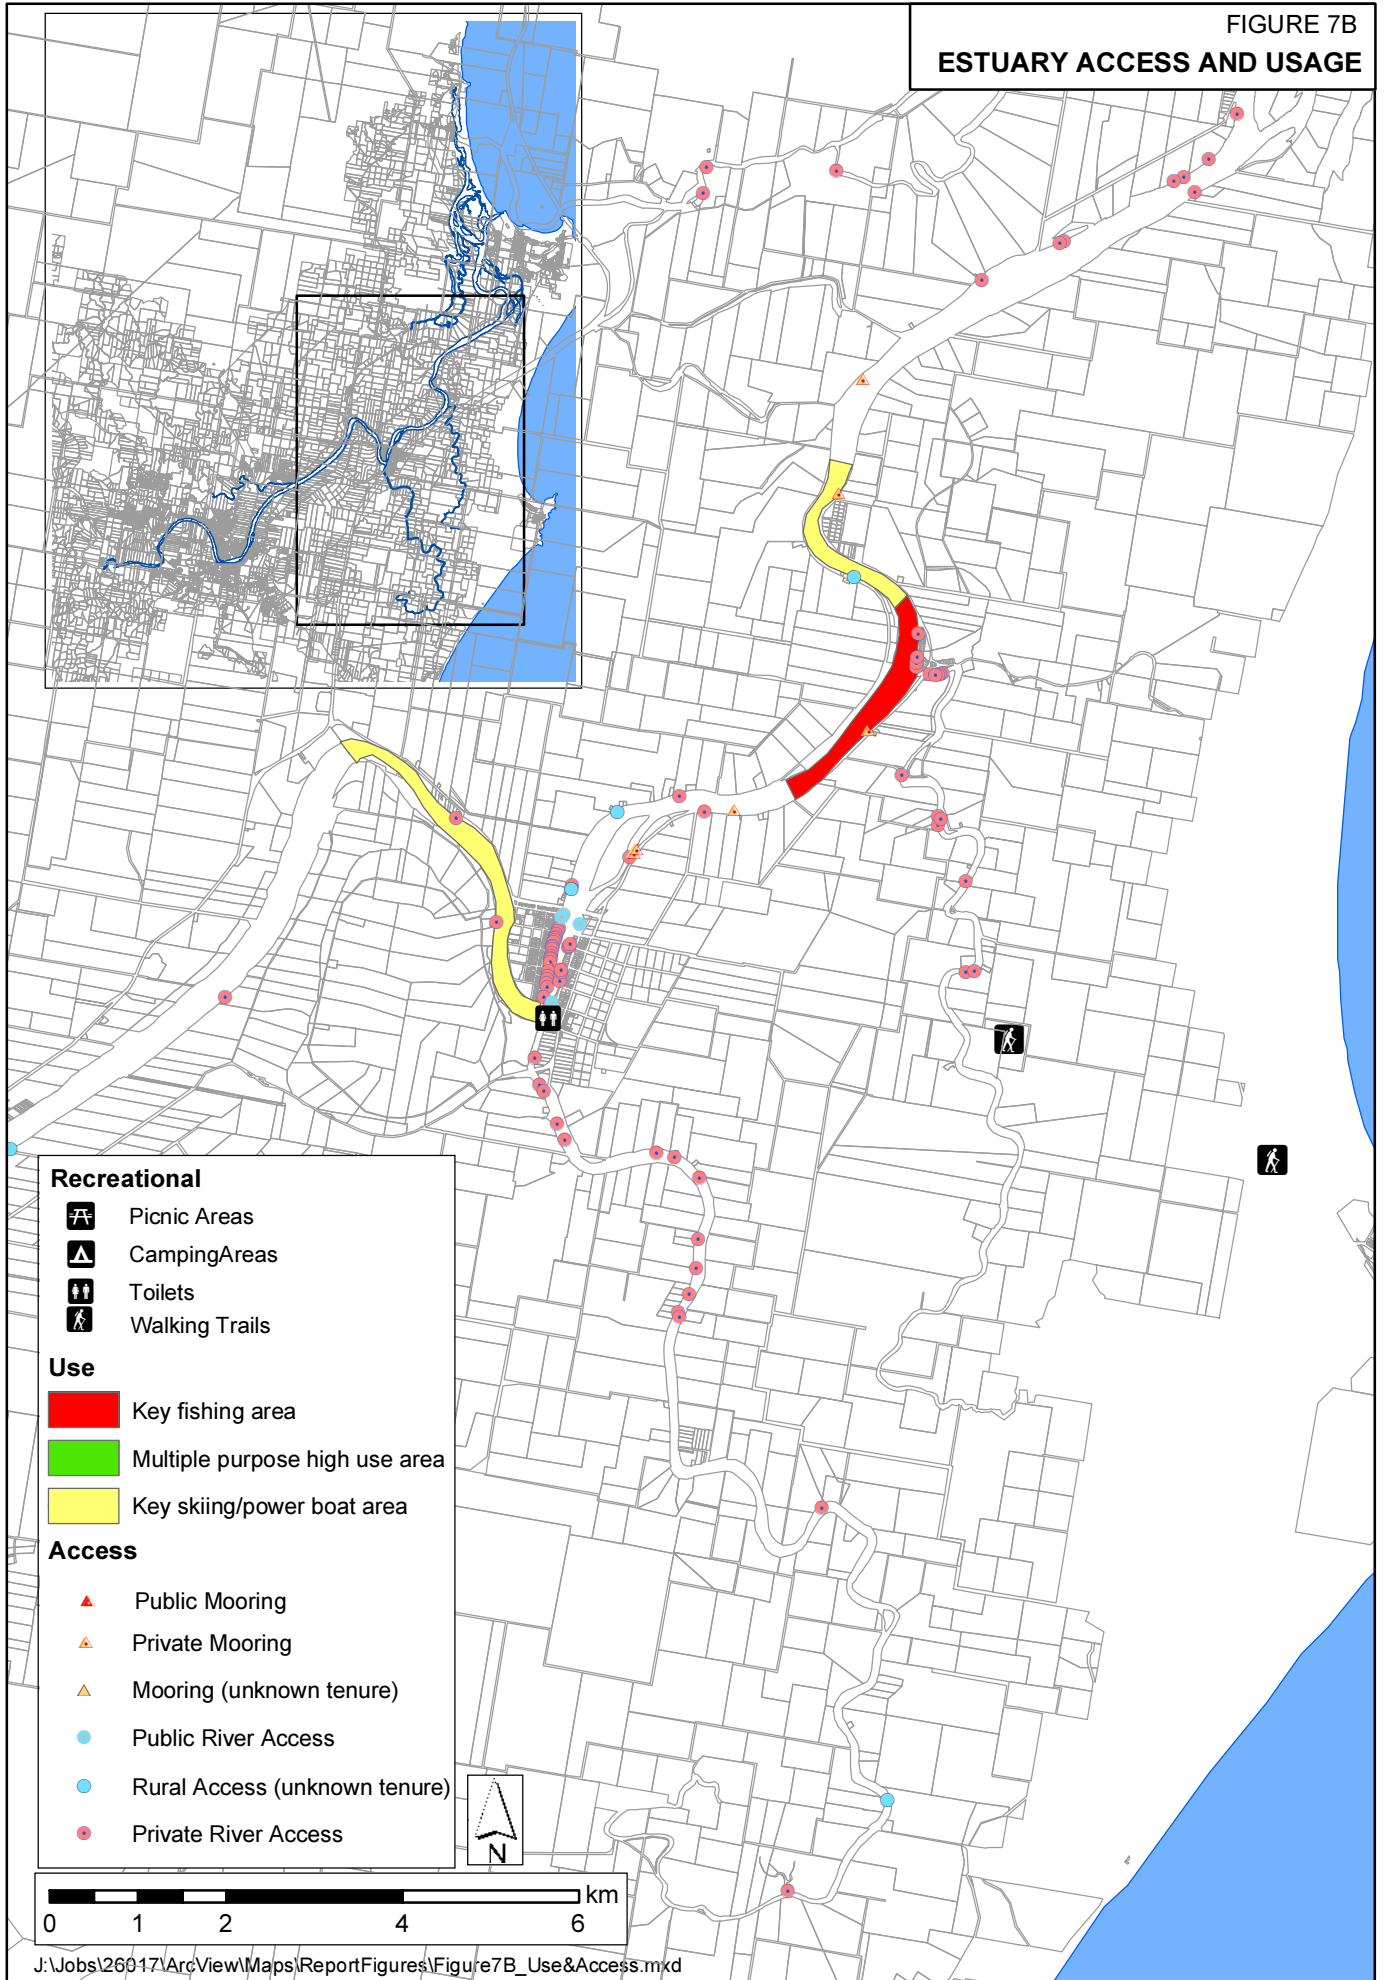 FIGURE 7B
ESTUARY ACCESS AND USAGE
Recreational
Picnic Areas
CampingAreas
Toilets
Walking Trails
Use
Key fishing area
Multiple purpose high use area
Key skiing/power boat area
Access
Public Mooring
Private Mooring
Mooring (unknown tenure)
Public River Access
Rural Access (unknown tenure)
Private River Access
N
km
0 1 2 4 6
J:\Jobs\26017\ArcView\Maps\ReportFigures\Figure7B_Use&Access.mxd